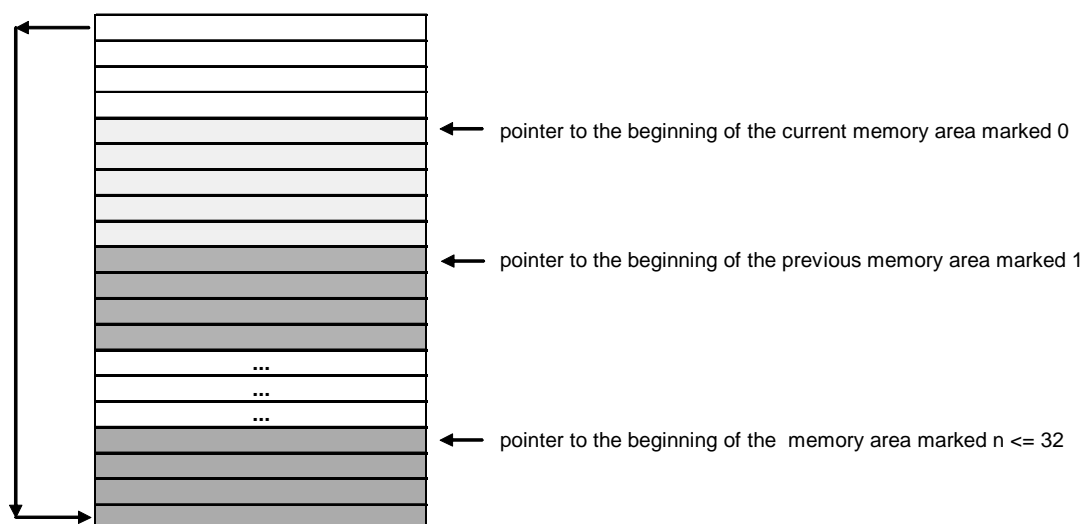 pointer to the beginning of the current memory area marked 0
pointer to the beginning of the previous memory area marked 1
...
...
...
pointer to the beginning of the  memory area marked n <= 32